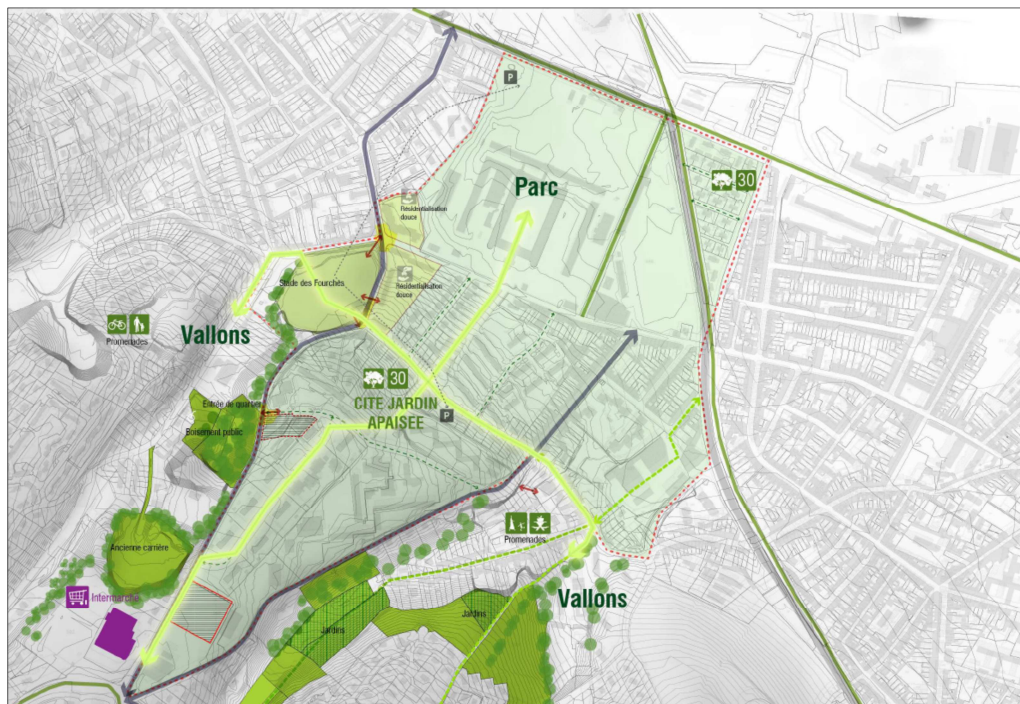 P
Parc
30
Résidentialisation
douce
Stade des Fourchés
Résidentialisation
douce
Vallons
Promenades
30
CITE JARDIN
APAISEE
P
Entrée de quartier
Boisement public
Ancienne carrière
Promenades
Intermarché
Vallons
Jardins
Jardins